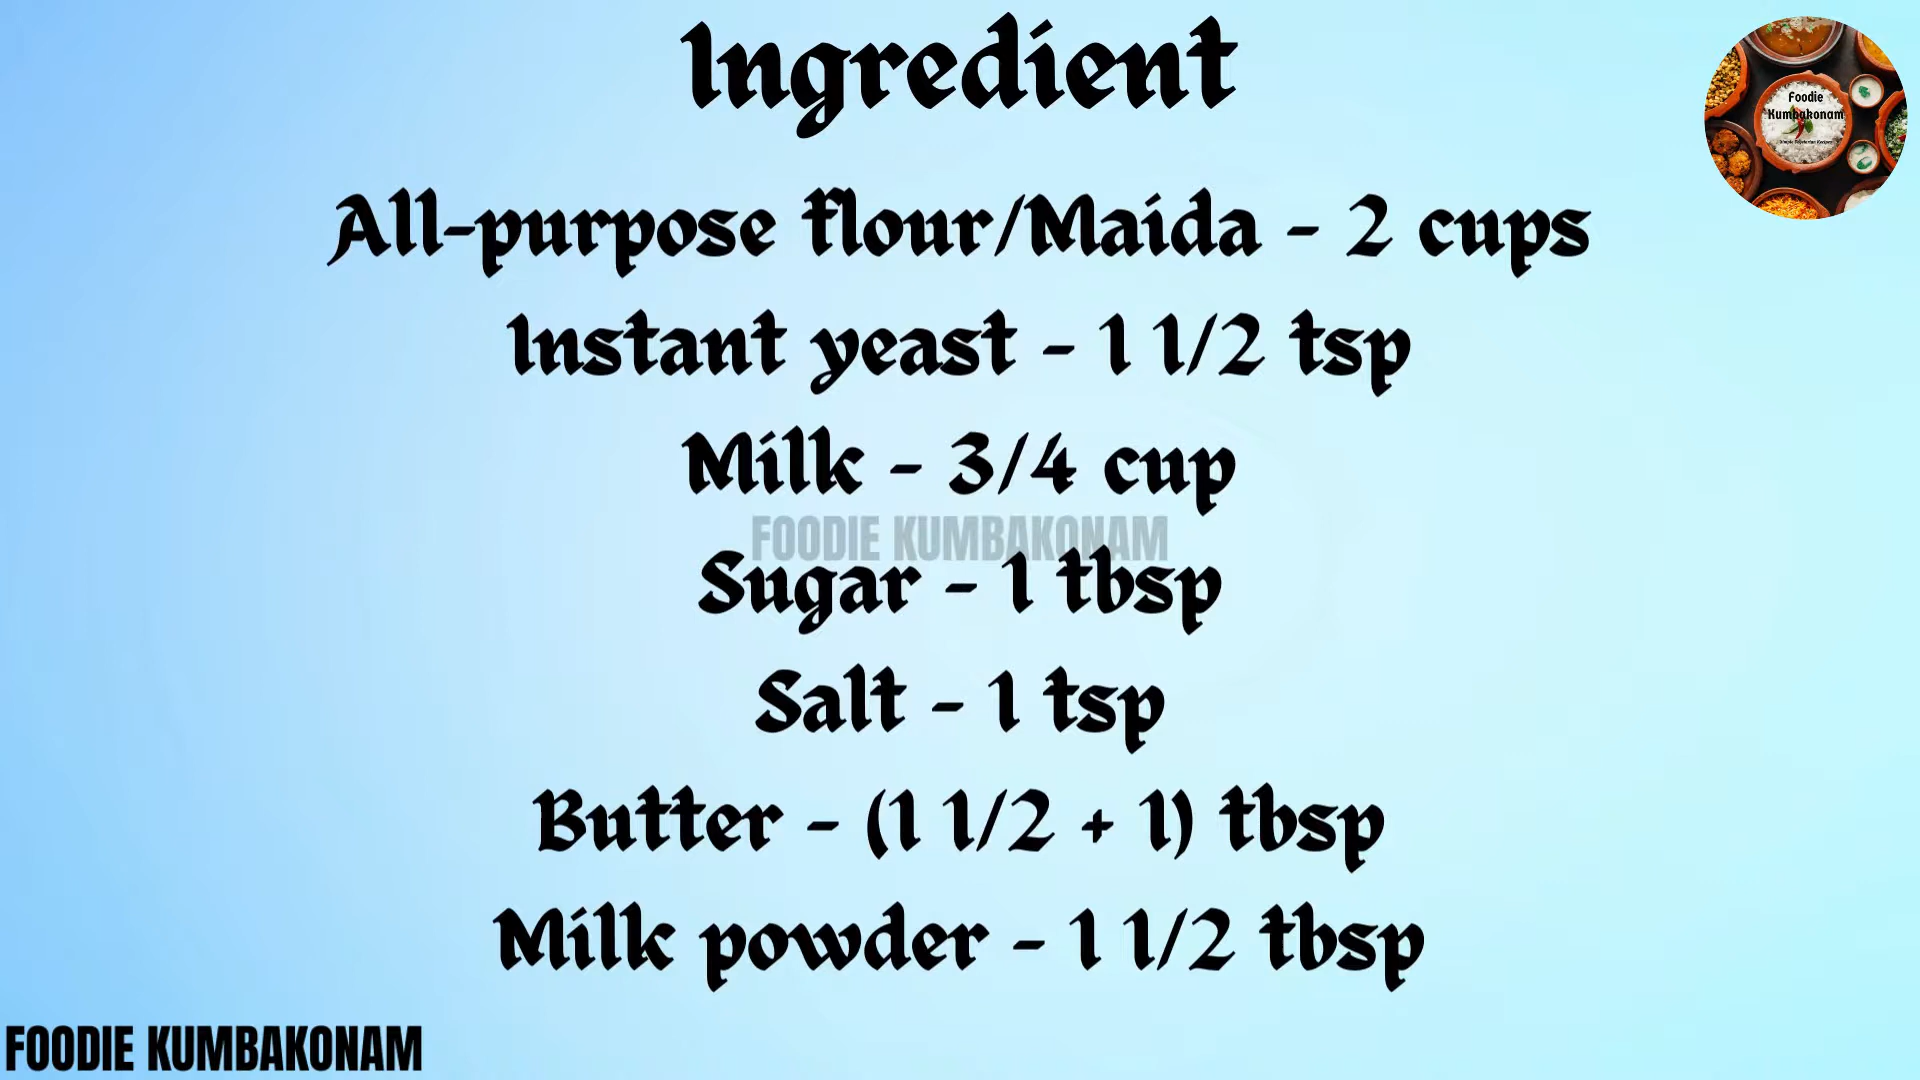 Ingredient
Foodie
Kumbakonam
All-purpose flour/Maida - 2 cups
Instant yeast - 1 1/2 tsp
Milk - 3/4 cup
FOODIE KUMBAKONAM
Sugar - 1 tbsp
Salt - 1 tsp
Butter - (1 1/2 + 1) tbsp
Milk powder - 1 1/2 tbsp
FOODIE KUMBAKONAM